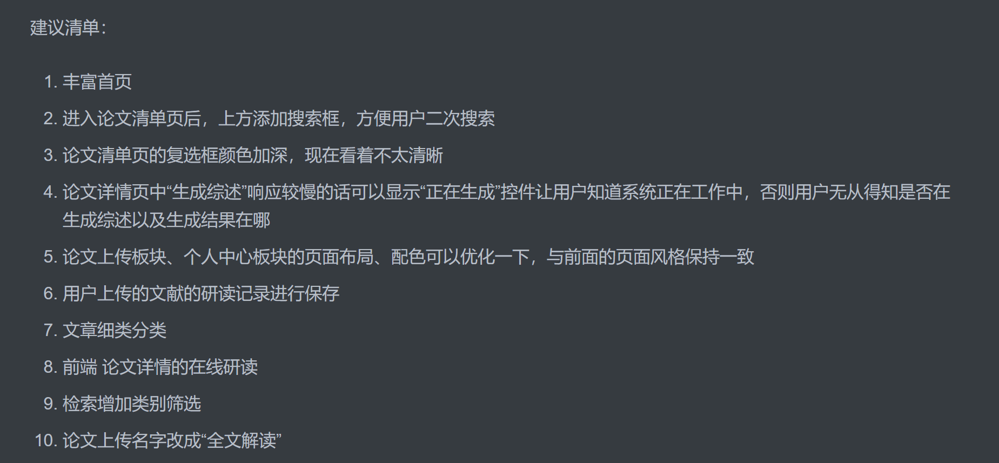 建议清单：
1. 丰富首页
2. 进入论文清单页后，上方添加搜索框，方便用户二次搜索
3. 论文清单页的复选框颜色加深，现在看着不太清晰
4. 论文详情页中“生成综述”响应较慢的话可以显示“正在生成”控件让用户知道系统正在工作中，否则用户无从得知是否在
生成综述以及生成结果在哪
5. 论文上传板块、个人中心板块的页面布局、配色可以优化一下，与前面的页面风格保持一致
6. 用户上传的文献的研读记录进行保存
7. 文章细类分类
8. 前端 论文详情的在线研读
9. 检索增加类别筛选
10. 论文上传名字改成“全文解读”